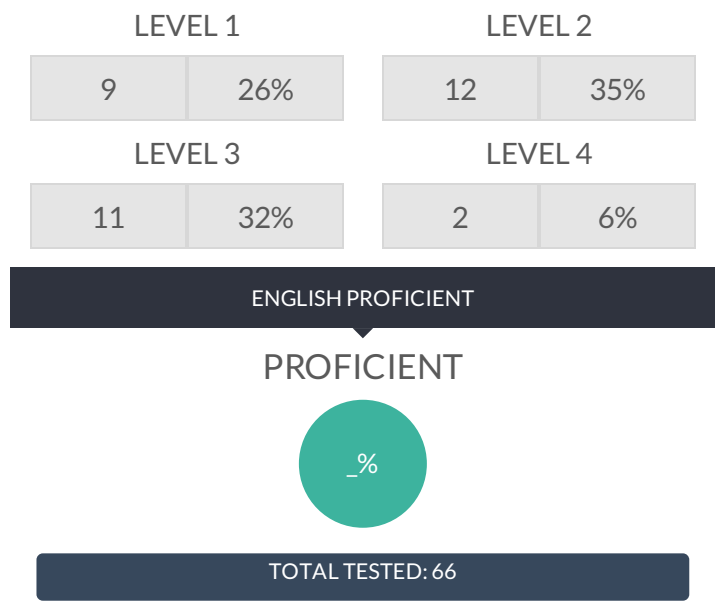 LEVEL 1 LEVEL 2
9 26% 12 35%
LEVEL 3 LEVEL 4
11 32% 2 6%
ENGLISH PROFICIENT
PROFICIENT
_%
TOTAL TESTED: 66